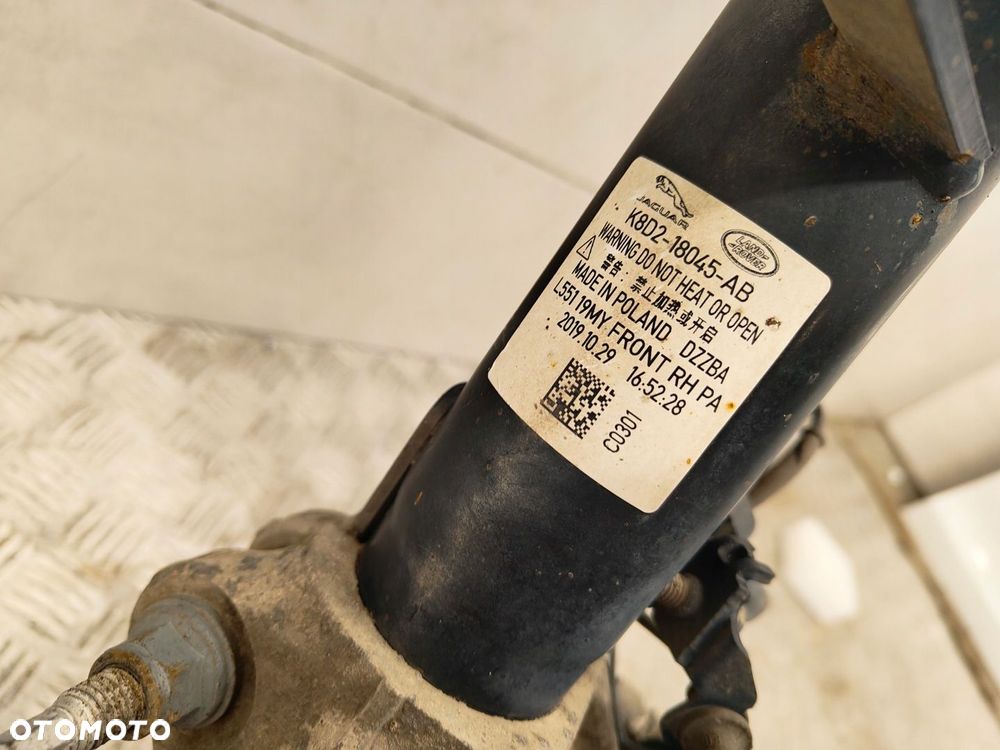 JAGUAR
LAND-
ROVER
K8D2-18045-AB
WARNING DO NOT HEAT OR OPEN
警告: 禁止加热或开启
MADE IN POLAND DZZBA
L551 19MY FRONT RH PA
2019.10.29 16:52:28
C0301
OTOMOTO